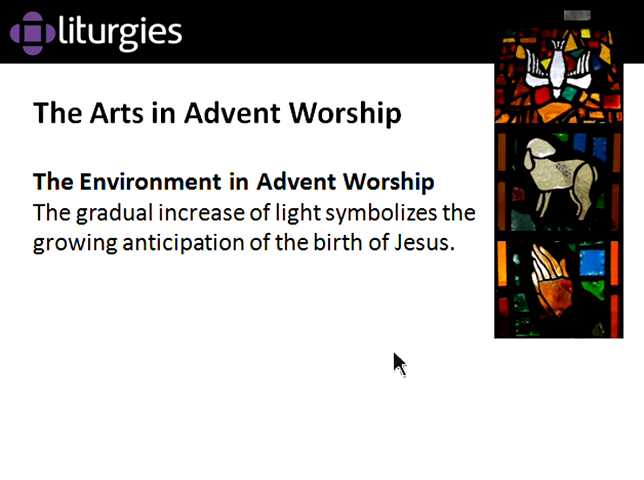 liturgies
The Arts in Advent Worship
The Environment in Advent Worship
The gradual increase of light symbolizes the
growing anticipation of the birth of Jesus.